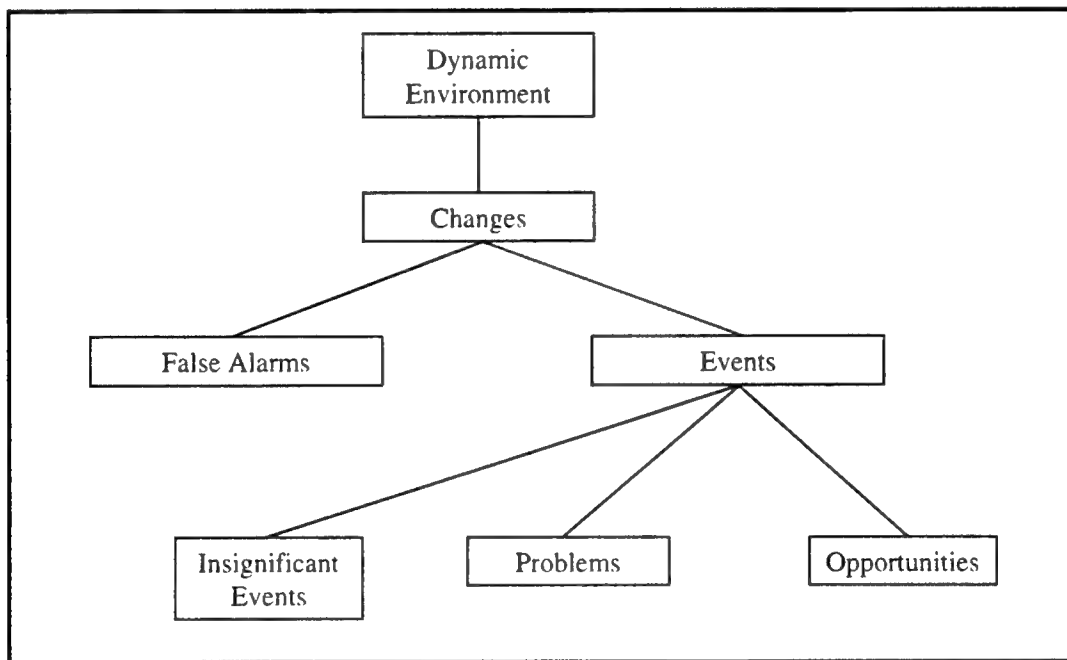 Dynamic
Environment
Changes
False Alarms
Events
Insignificant
Events
Problems
Opportunities